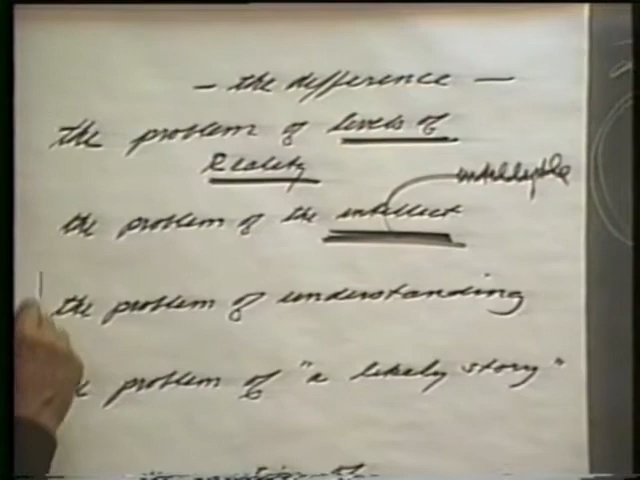 — the difference —
the problem of levels of
Reality
intelligible
the problem of the intellect
the problem of understanding
problem of "a likely story"